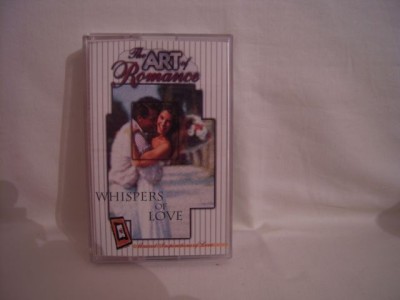 The ART of
Romance
WHISPERS
OF
LOVE